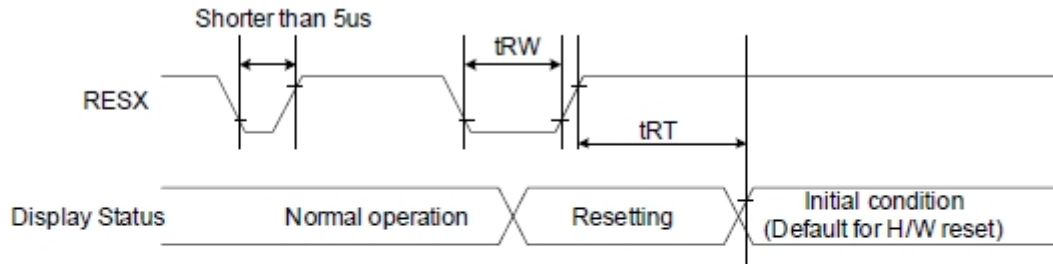 Shorter than 5us
tRW
RESX
tRT
Display Status
Normal operation
Resetting
Initial condition
(Default for H/W reset)